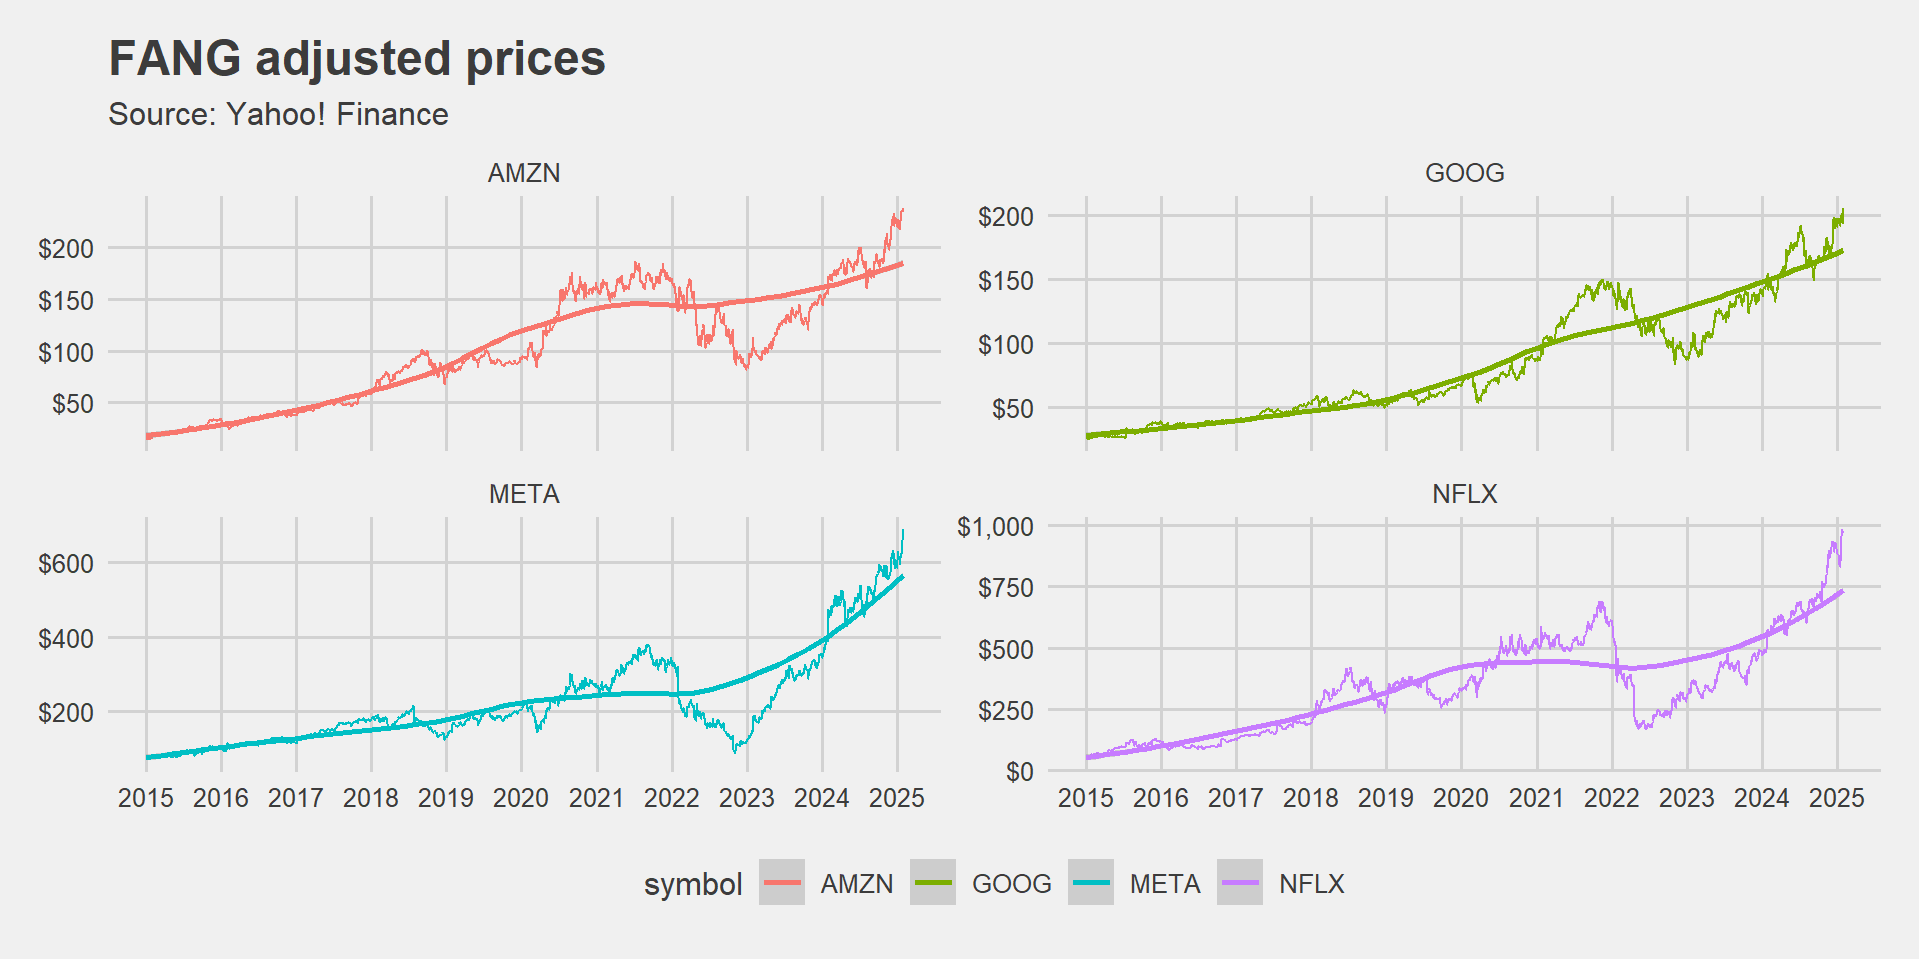 FANG adjusted prices
Source: Yahoo! Finance
AMZN
$200
$150
$100
$50
GOOG
$200
$150
$100
$50
META
$600
$400
$200
2015 2016 2017 2018 2019 2020 2021 2022 2023 2024 2025
NFLX
$1,000
$750
$500
$250
$0
2015 2016 2017 2018 2019 2020 2021 2022 2023 2024 2025
symbol AMZN GOOG META NFLX